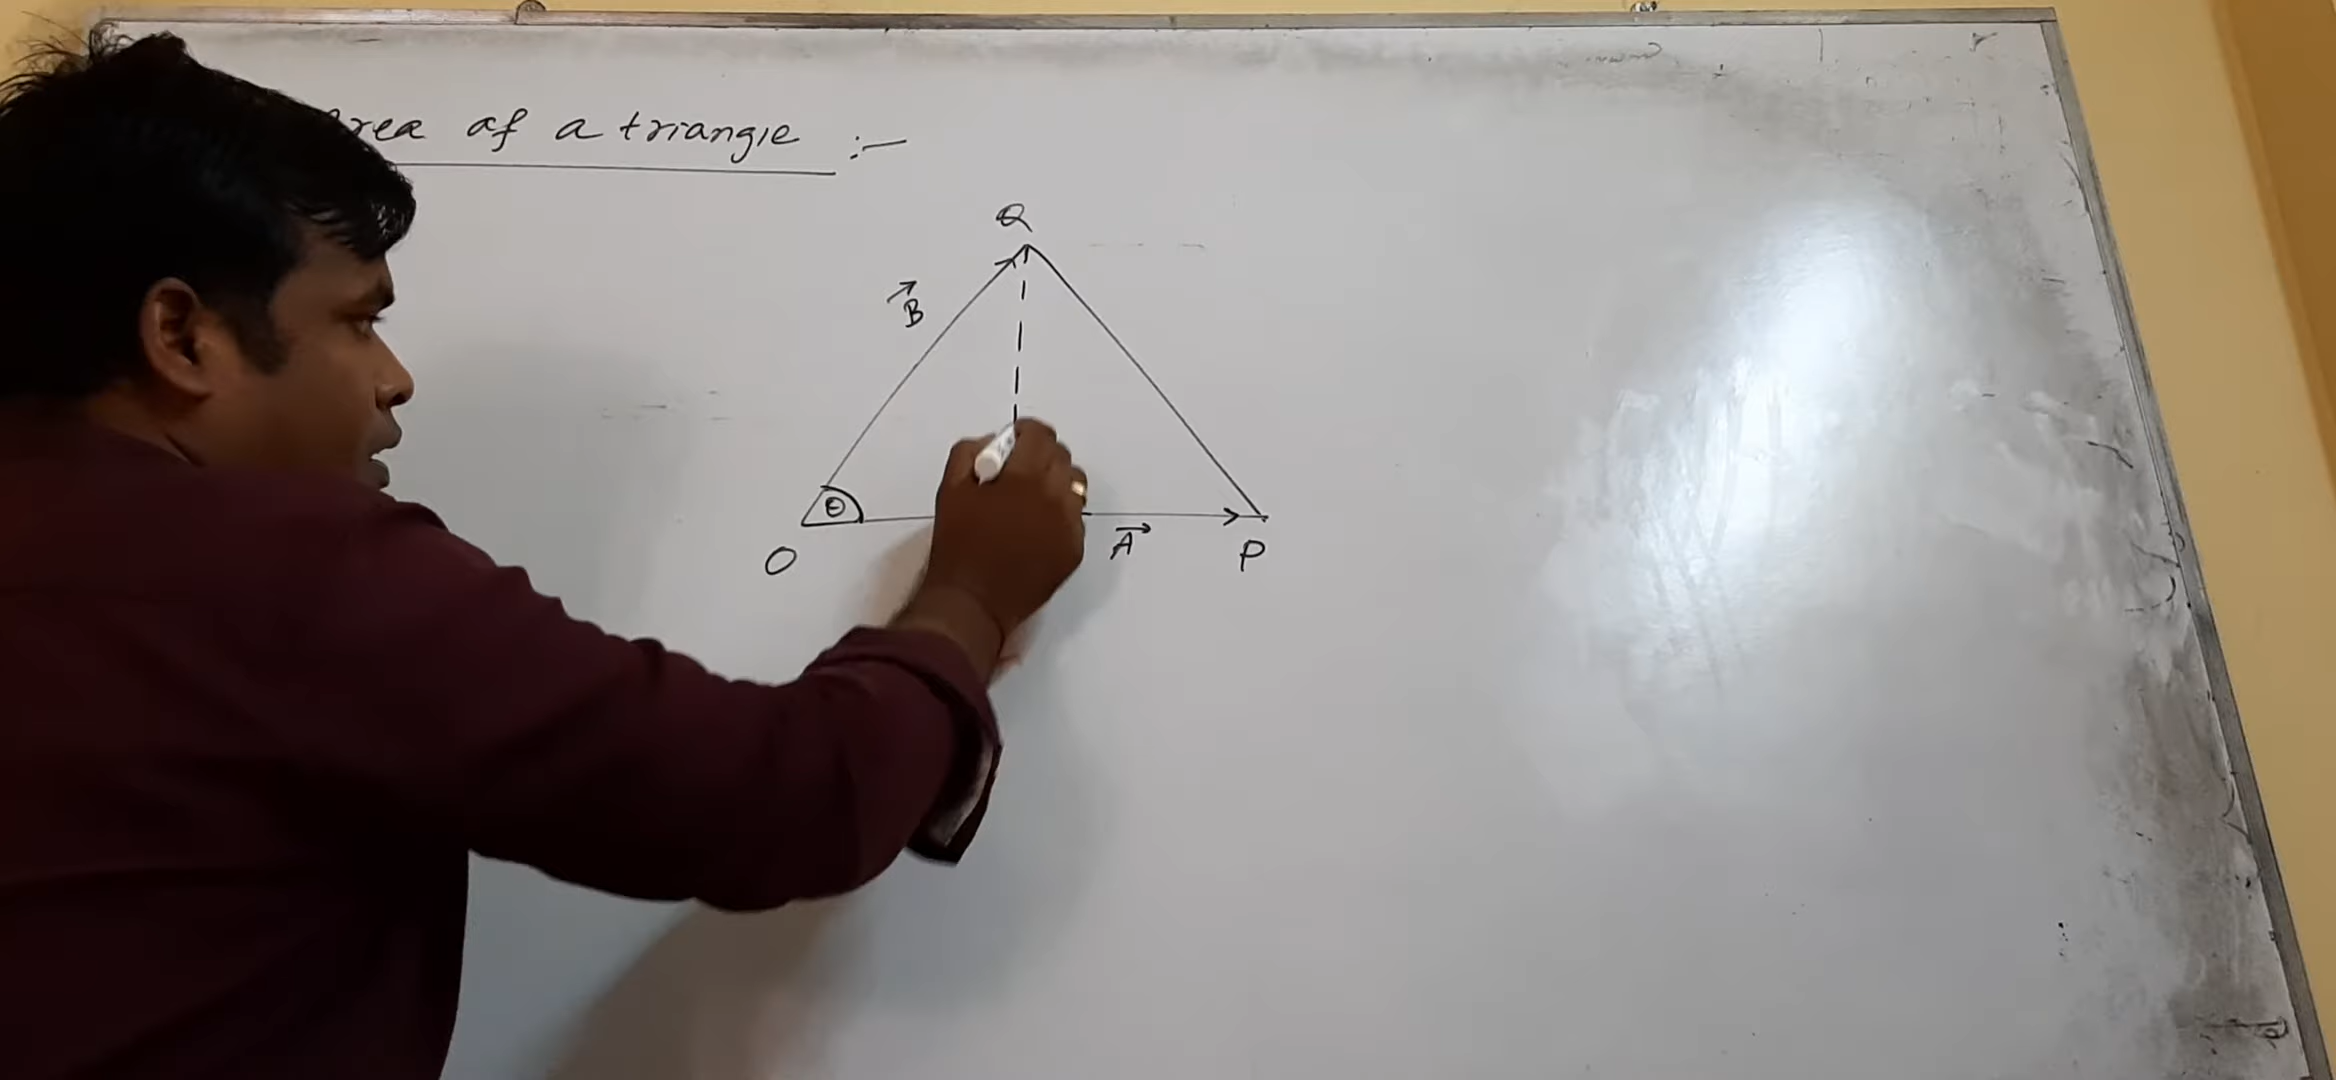 rea of a triangle :-
Q
B⃗
θ
A⃗
O
P